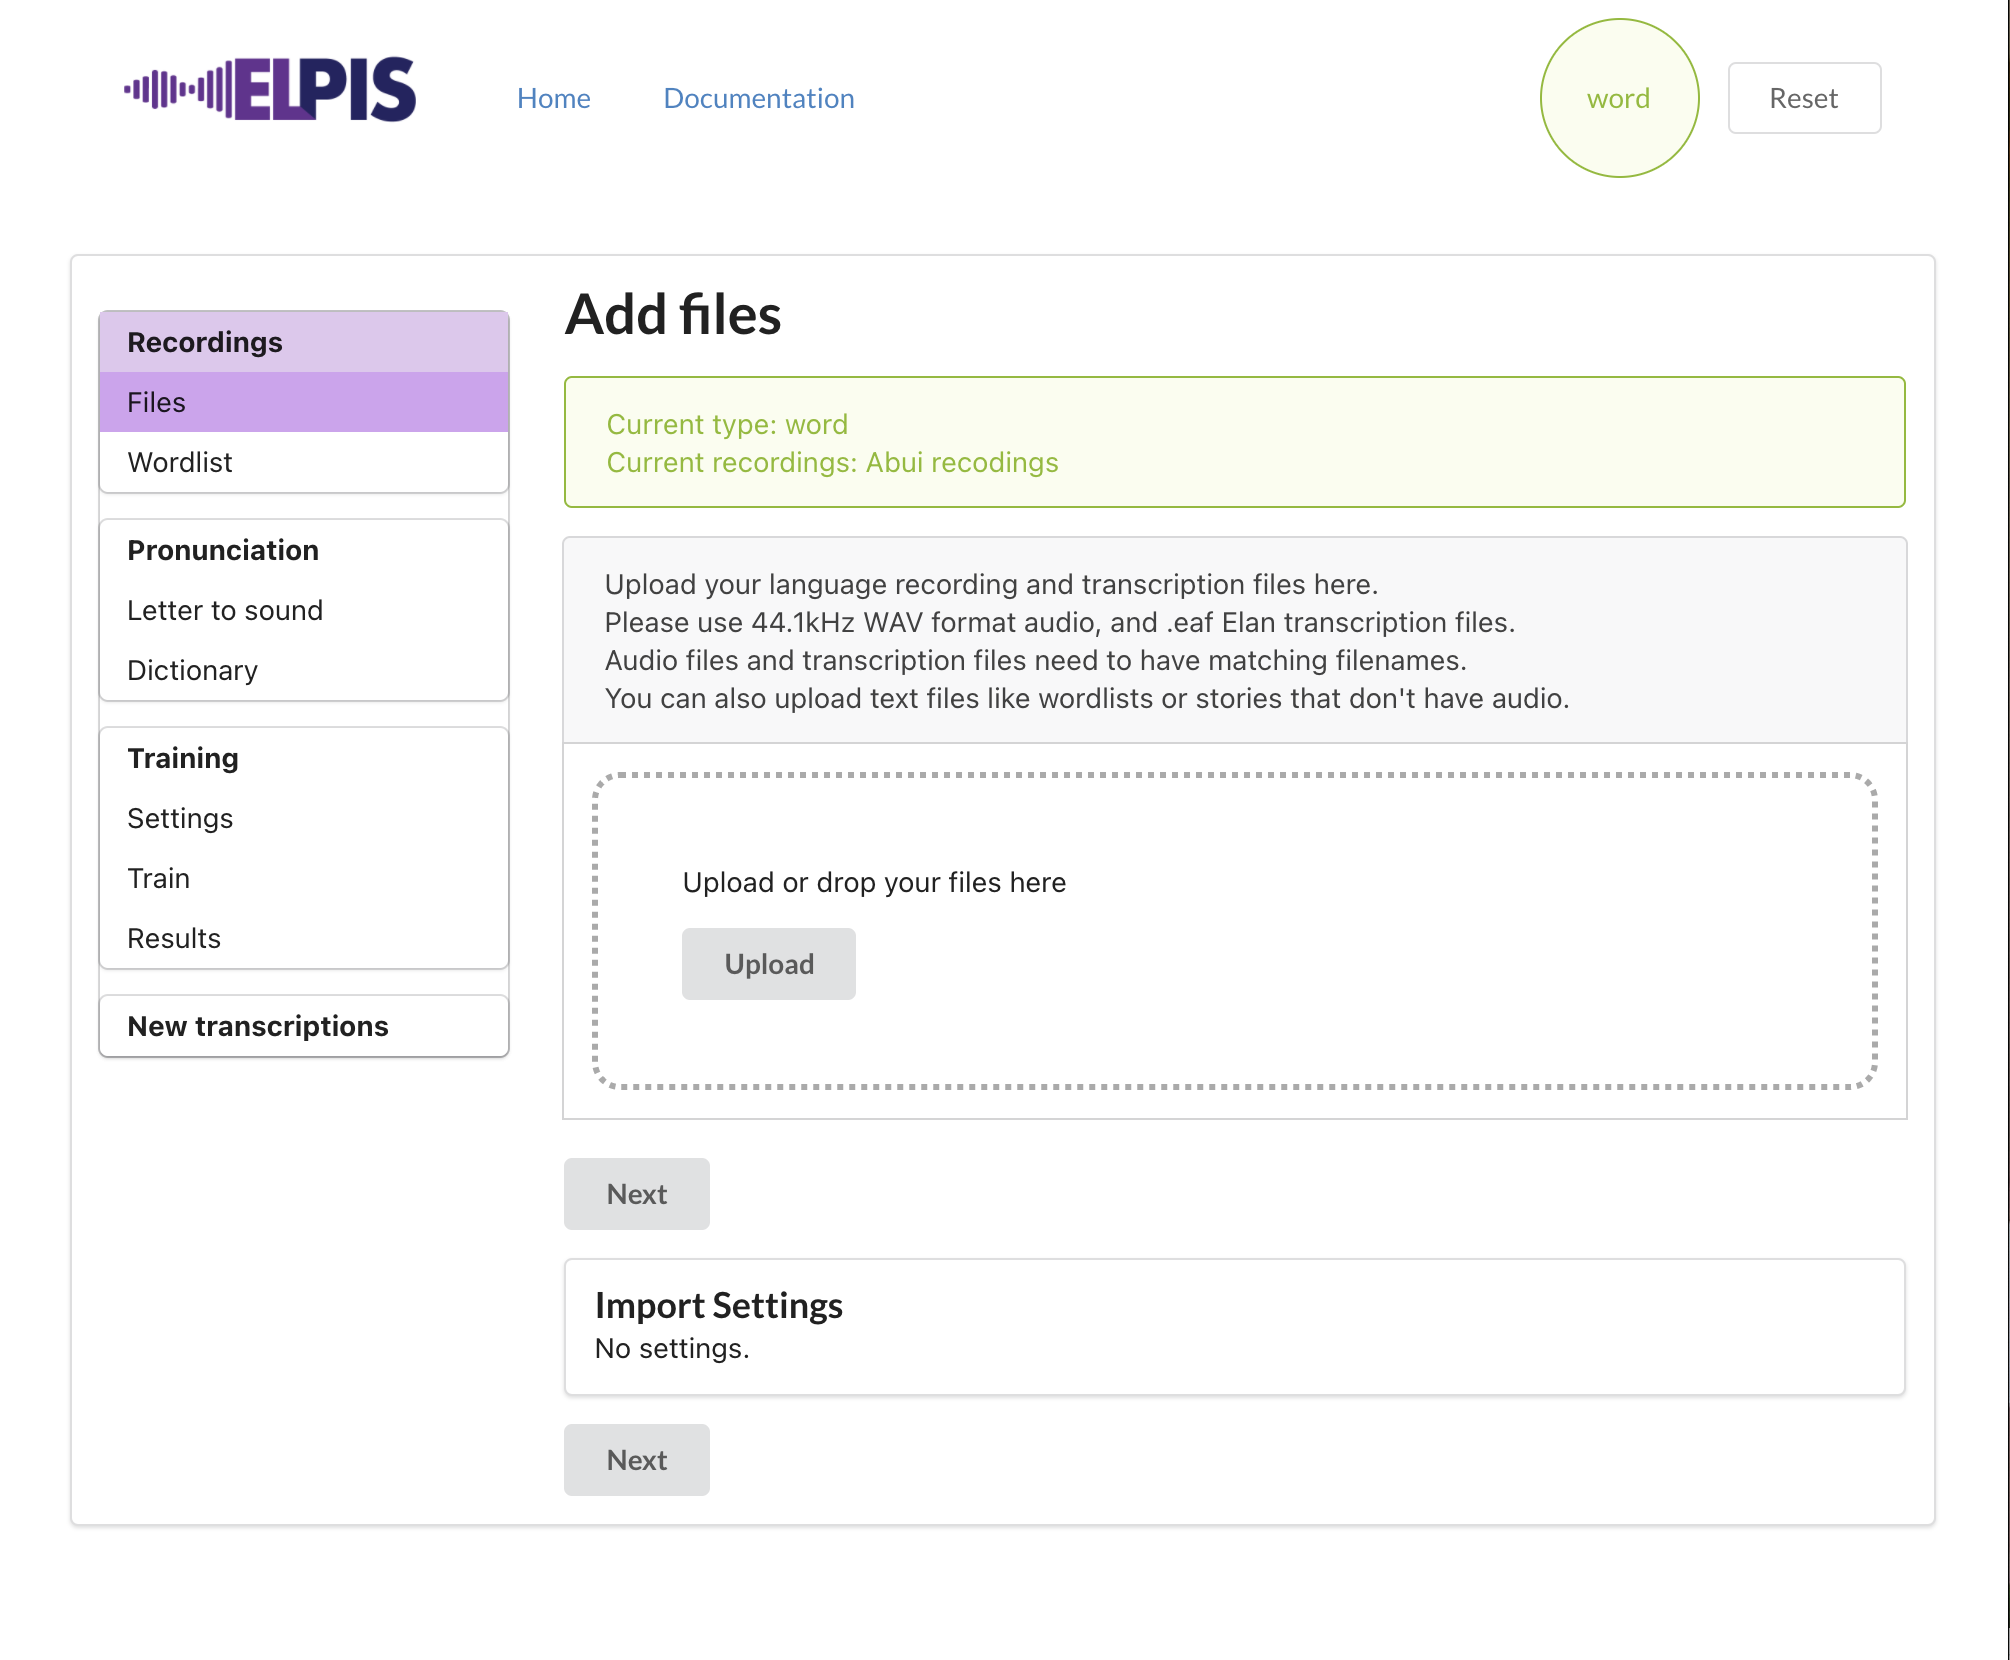 ELPIS
Home
Documentation
word
Reset
Recordings
Files
Wordlist
Pronunciation
Letter to sound
Dictionary
Training
Settings
Train
Results
New transcriptions
Add files
Current type: word
Current recordings: Abui recodings
Upload your language recording and transcription files here.
Please use 44.1kHz WAV format audio, and .eaf Elan transcription files.
Audio files and transcription files need to have matching filenames.
You can also upload text files like wordlists or stories that don't have audio.
Upload or drop your files here
Upload
Next
Import Settings
No settings.
Next